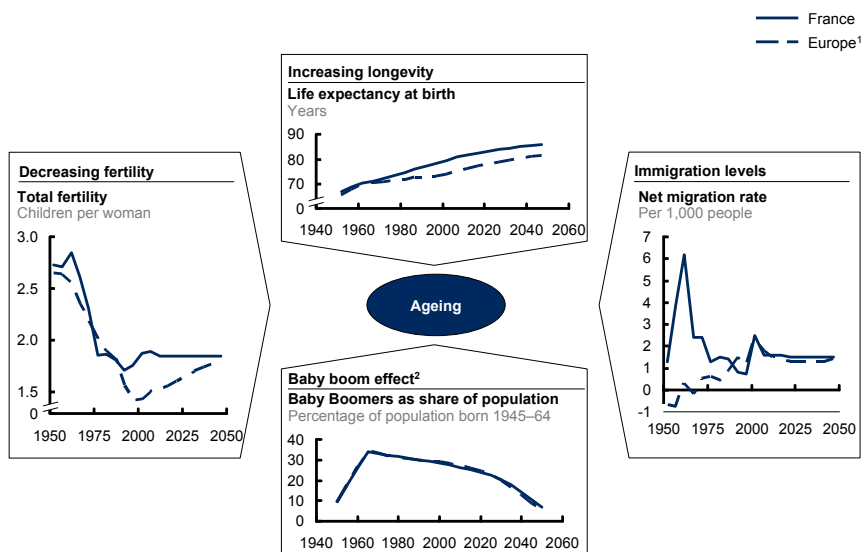 France
Europe¹
Increasing longevity
Life expectancy at birth
Years
90
80
70
0
1940 1960 1980 2000 2020 2040 2060
Decreasing fertility
Total fertility
Children per woman
3.0
2.5
2.0
1.5
0
1950 1975 2000 2025 2050
Ageing
Immigration levels
Net migration rate
Per 1,000 people
7
6
5
4
3
2
1
0
-1
1950 1975 2000 2025 2050
Baby boom effect²
Baby Boomers as share of population
Percentage of population born 1945–64
40
30
20
10
0
1940 1960 1980 2000 2020 2040 2060